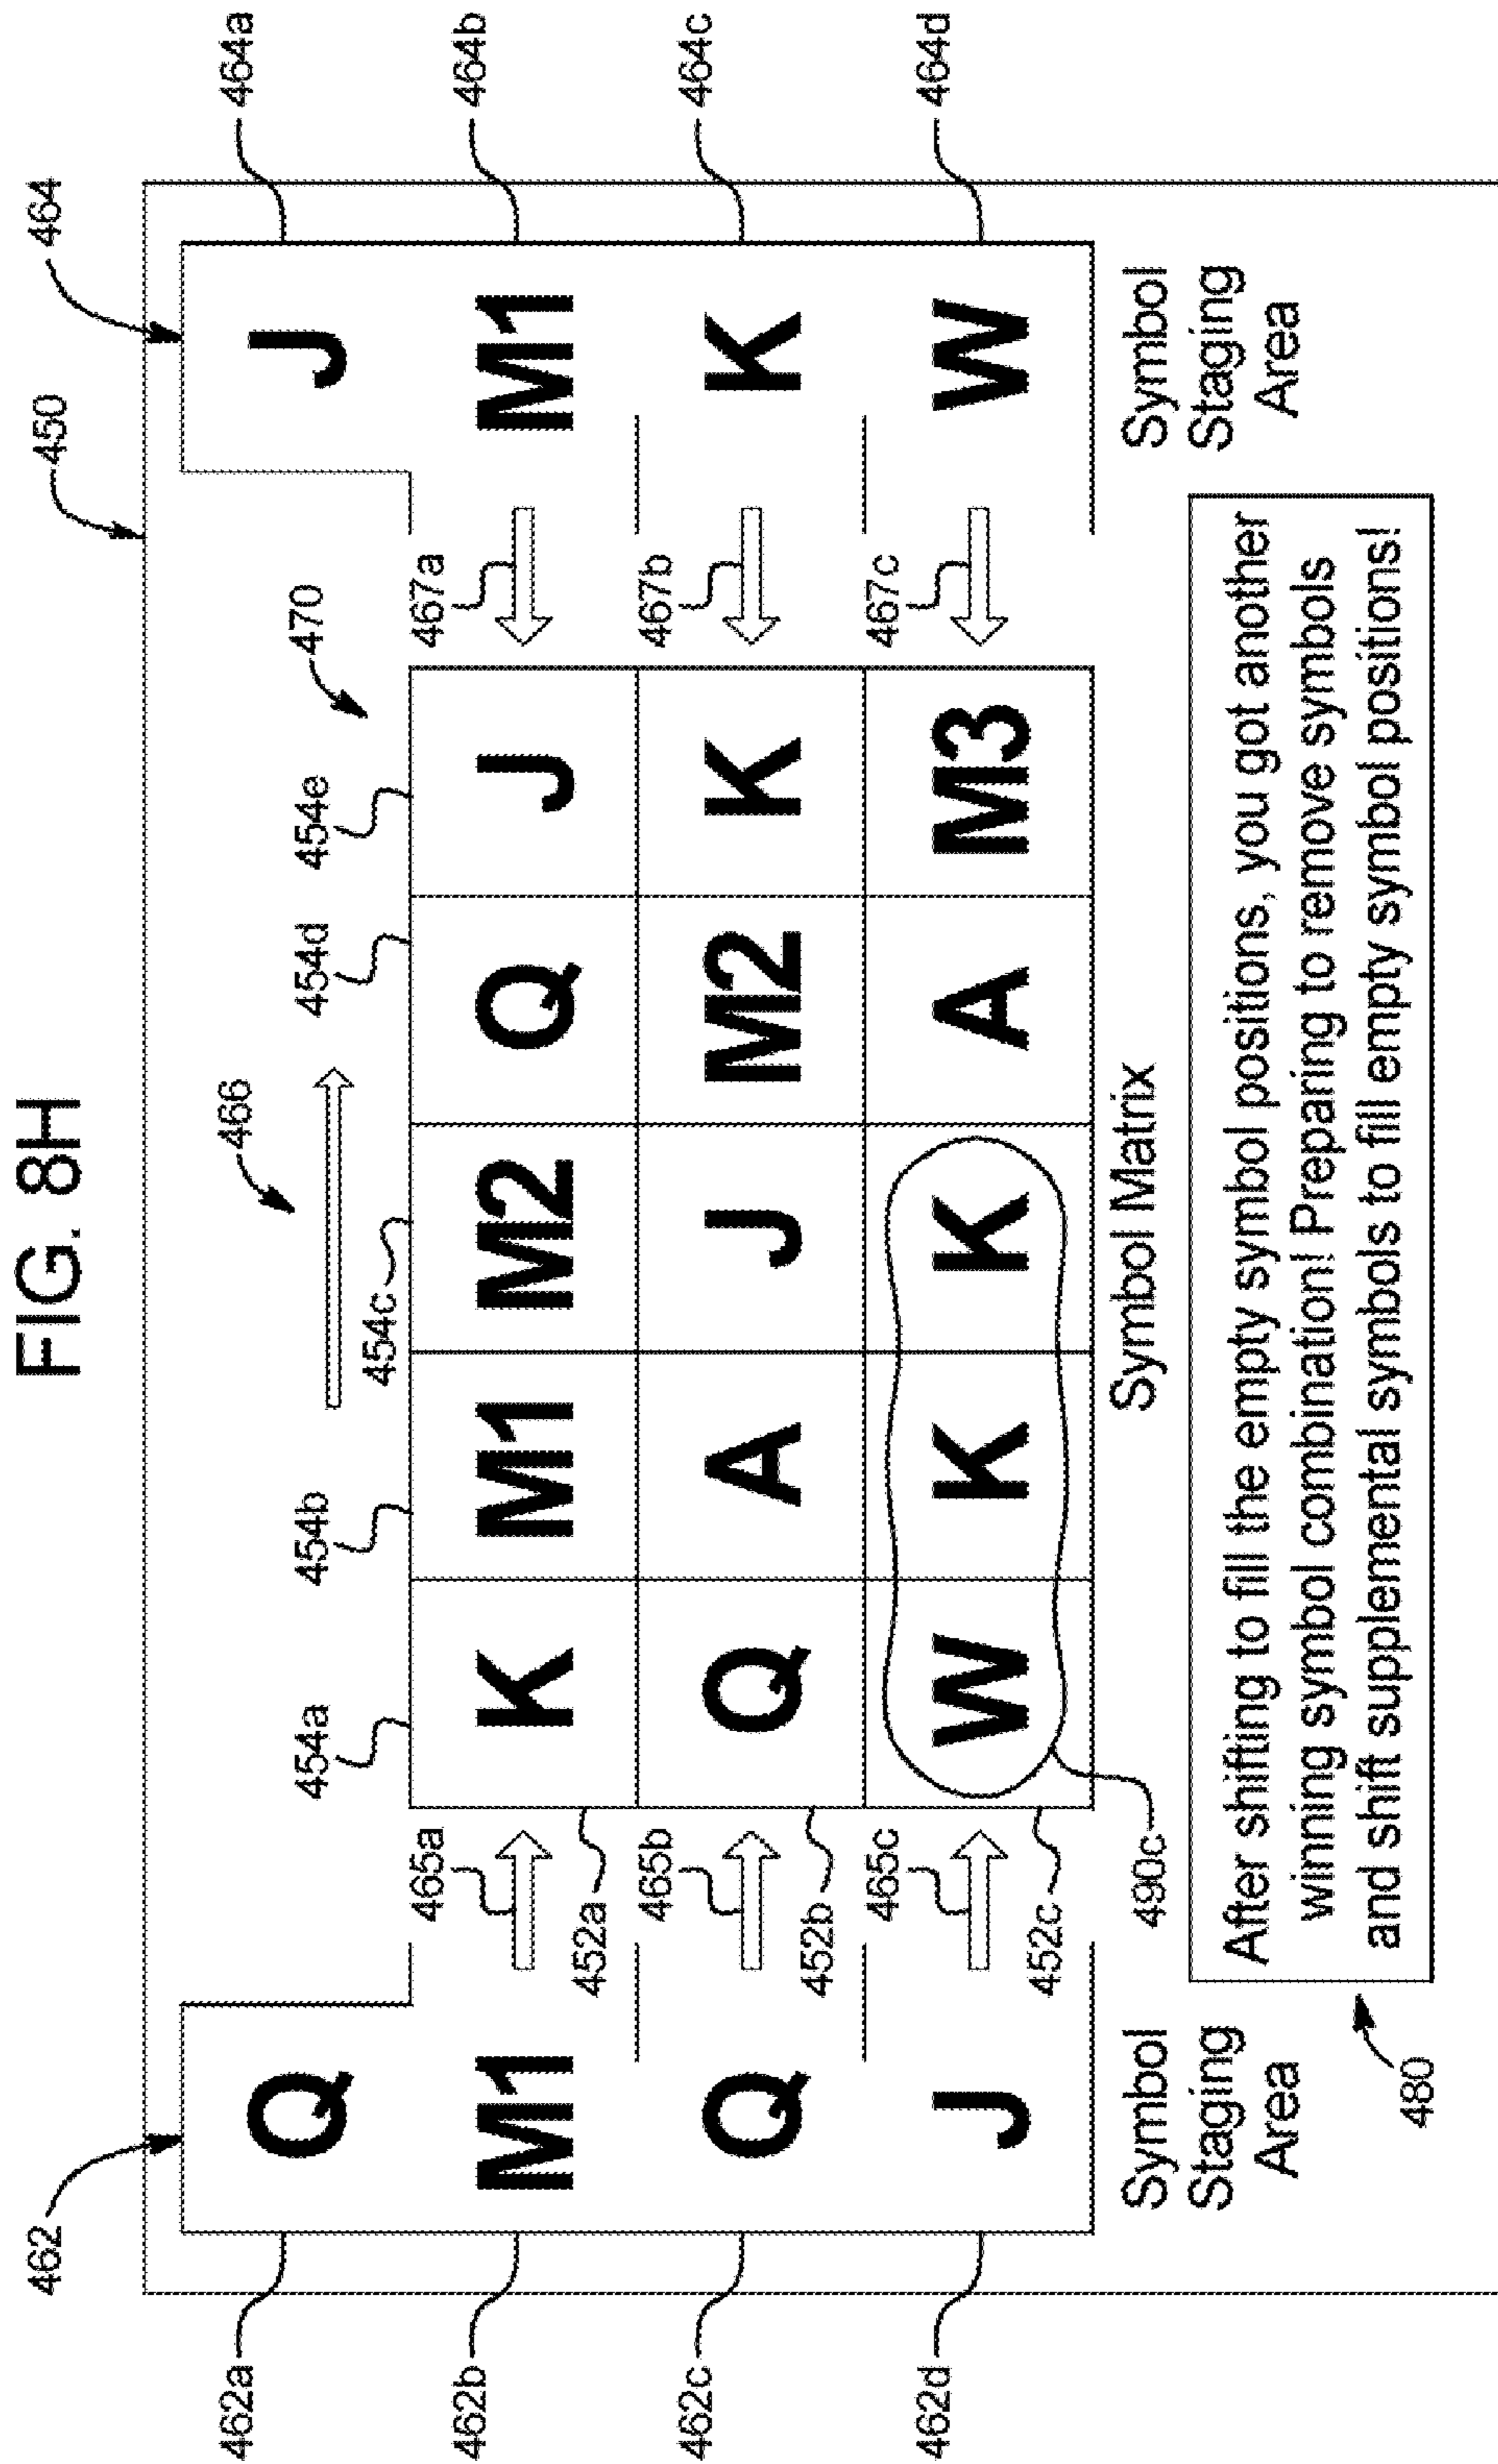 FIG. 8H
450
462
464
466
470
462a
462b
462c
462d
464a
464b
464c
464d
454a
454b
454c
454d
454e
Q
J
M1
465a
452a
K M1 M2 Q J
467a
M1
Q
465b
452b
Q A J M2 K
467b
K
J
465c
452c
W K K A M3
467c
W
490c
Symbol
Staging
Area
Symbol Matrix
Symbol
Staging
Area
480
After shifting to fill the empty symbol positions, you got another
winning symbol combination! Preparing to remove symbols
and shift supplemental symbols to fill empty symbol positions!